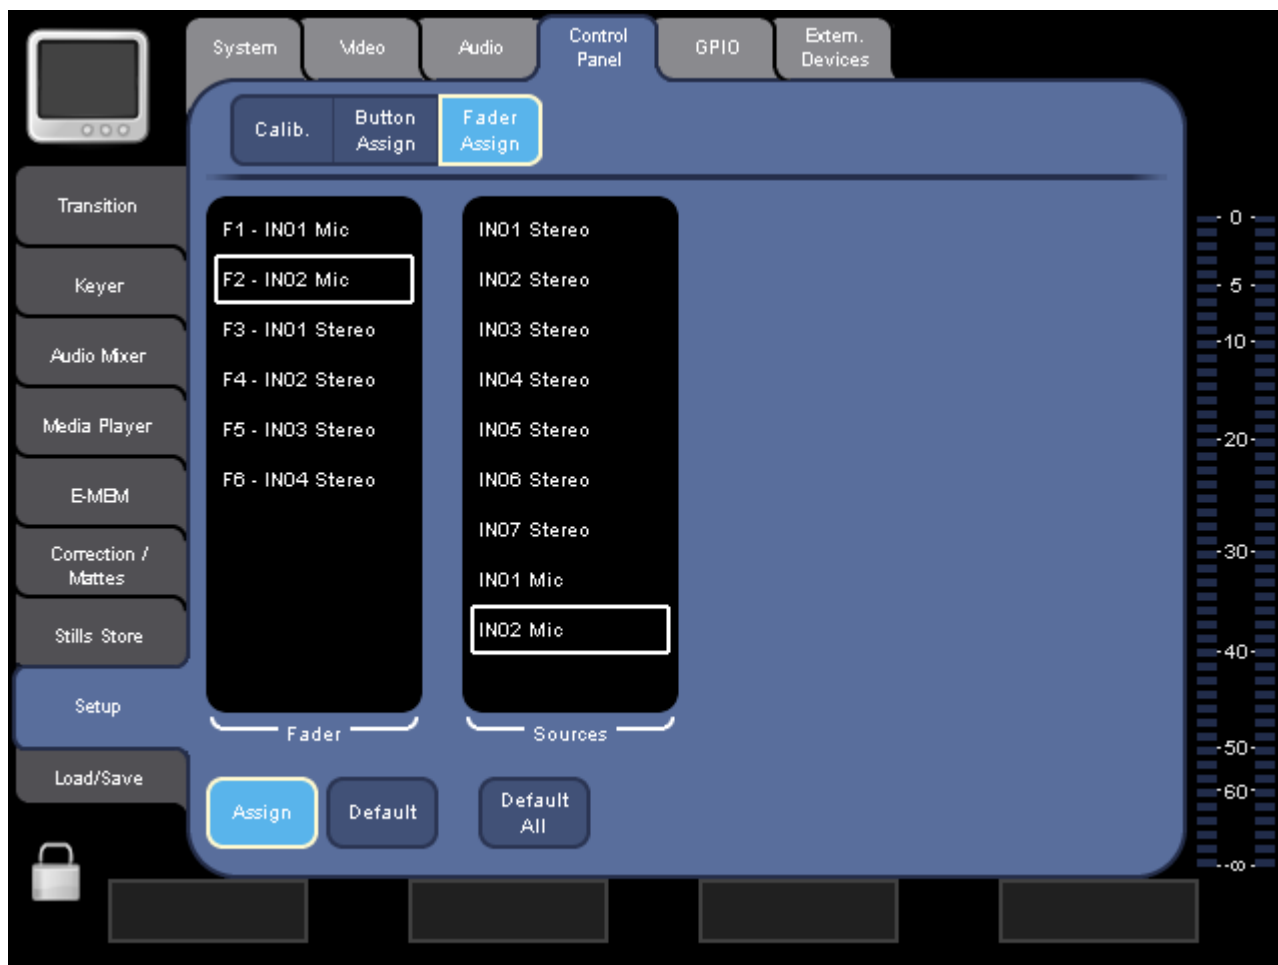 System
Video
Audio
Control
Panel
GPIO
Extern.
Devices
Calib.
Button
Assign
Fader
Assign
Transition
Keyer
Audio Mixer
Media Player
E-MEM
Correction /
Mattes
Stills Store
Setup
Load/Save
F1 - IN01 Mic
F2 - IN02 Mic
F3 - IN01 Stereo
F4 - IN02 Stereo
F5 - IN03 Stereo
F6 - IN04 Stereo
Fader
IN01 Stereo
IN02 Stereo
IN03 Stereo
IN04 Stereo
IN05 Stereo
IN06 Stereo
IN07 Stereo
IN01 Mic
IN02 Mic
Sources
Assign
Default
Default
All
- 0 -
- 5 -
-10-
-20-
-30-
-40-
-50-
-60-
--∞-